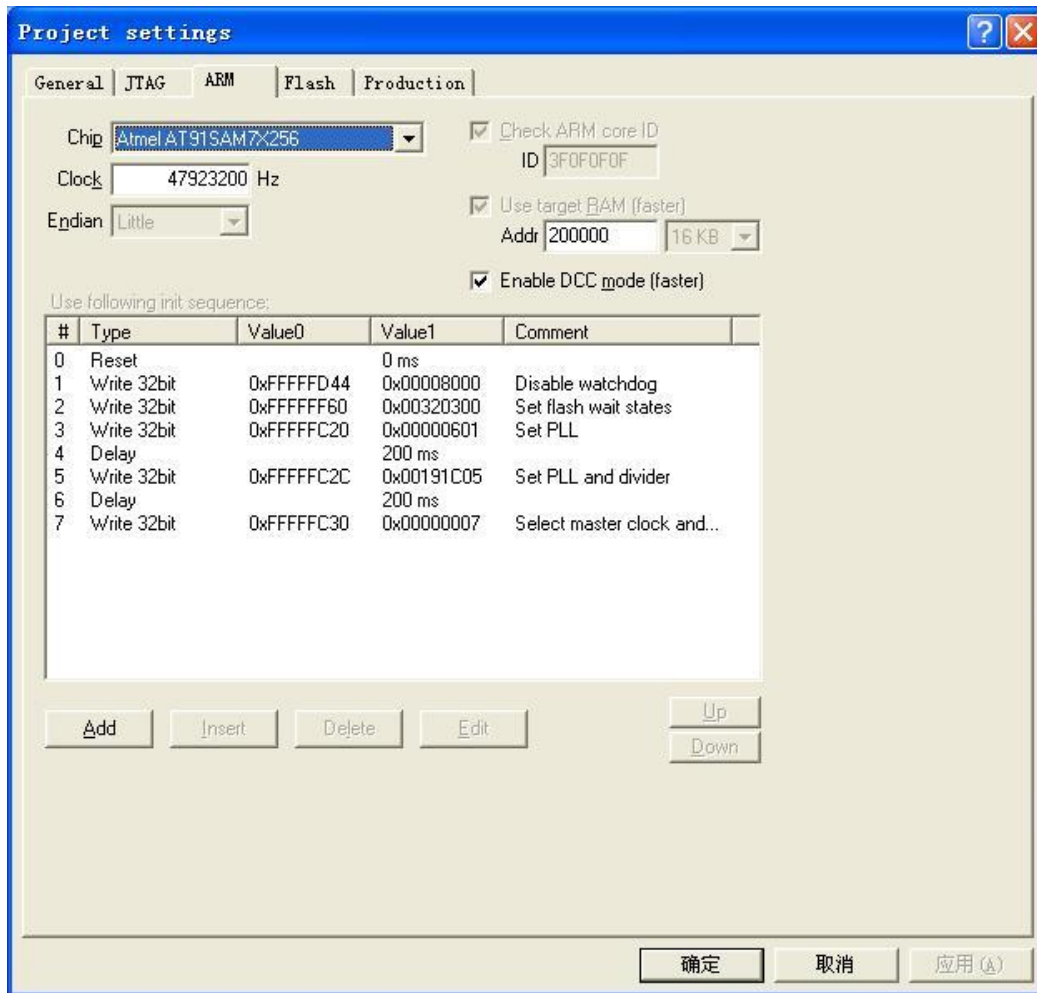 Project settings
General JTAG ARM Flash Production
Chip Atmel AT91SAM7X256
Check ARM core ID
ID 3F0F0F0F
Clock 47923200 Hz
Use target RAM (faster)
Endian Little
Addr 200000 16 KB
Enable DCC mode (faster)
Use following init sequence:
# Type Value0 Value1 Comment
0 Reset 0 ms
1 Write 32bit 0xFFFFFD44 0x00008000 Disable watchdog
2 Write 32bit 0xFFFFFF60 0x00320300 Set flash wait states
3 Write 32bit 0xFFFFFC20 0x00000601 Set PLL
4 Delay 200 ms
5 Write 32bit 0xFFFFFC2C 0x00191C05 Set PLL and divider
6 Delay 200 ms
7 Write 32bit 0xFFFFFC30 0x00000007 Select master clock and...
Add Insert Delete Edit Up
Down
确定 取消 应用(A)